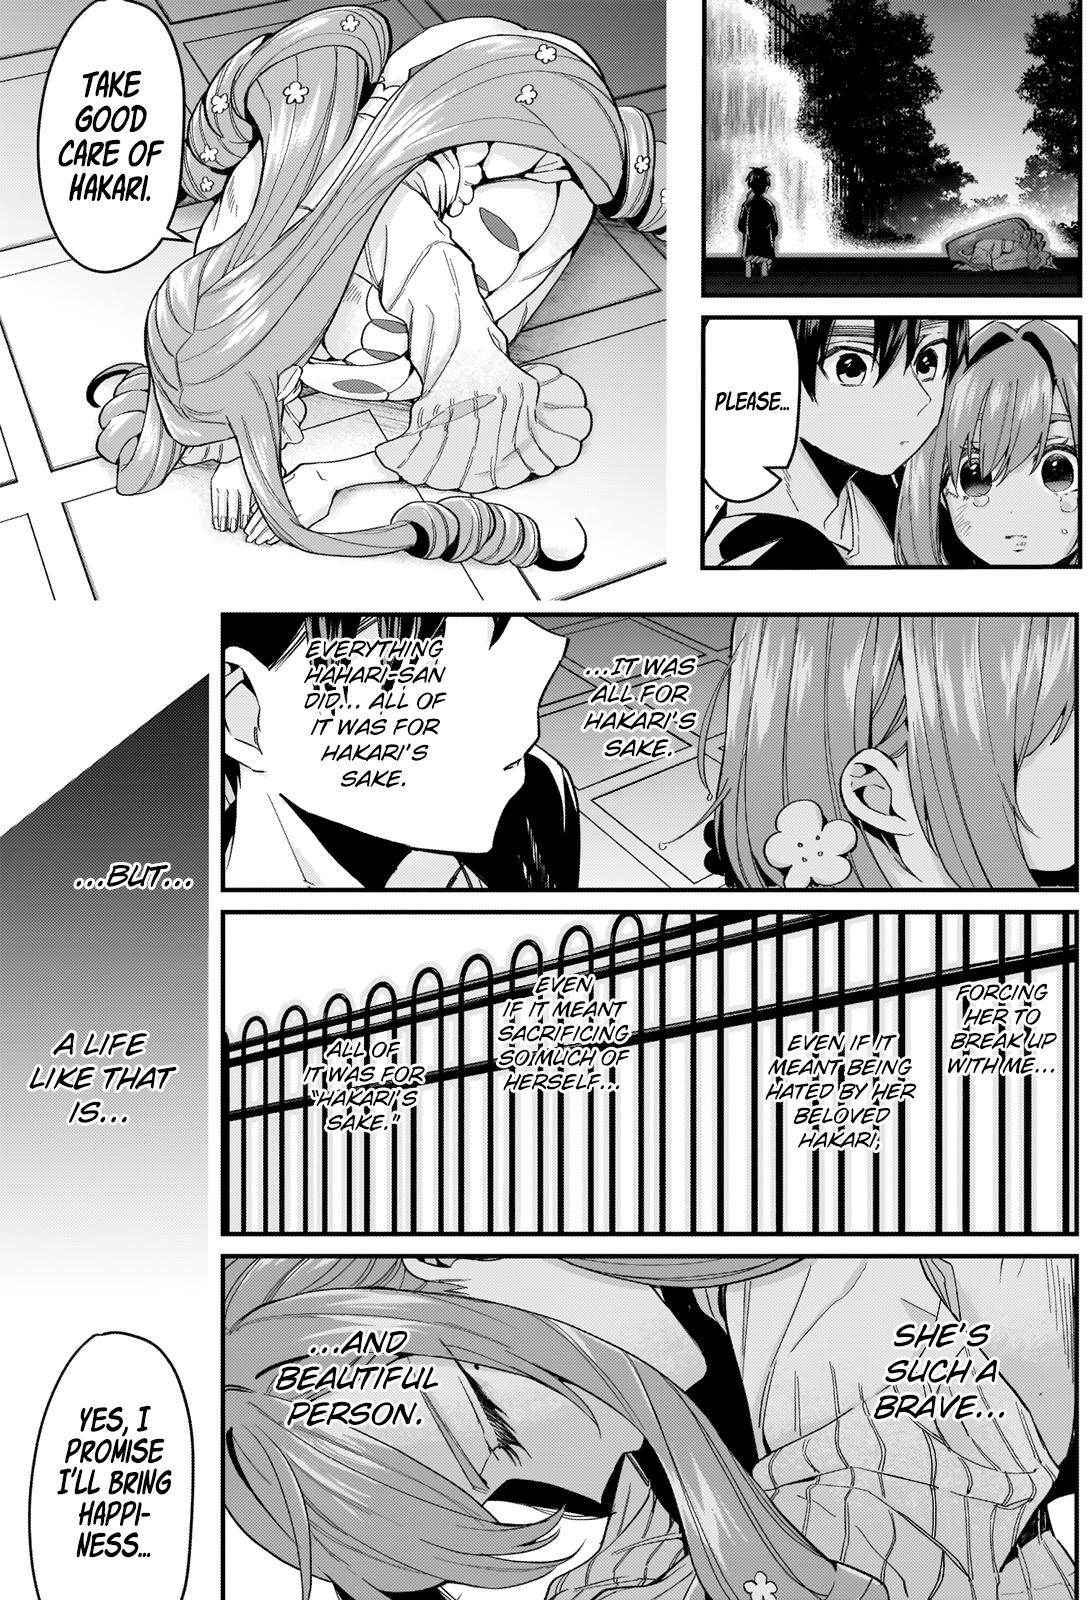 PLEASE...
TAKE
GOOD
CARE OF
HAKARI.
...IT WAS
ALL FOR
HAKARI'S
SAKE.
EVERYTHING
HAHARI-SAN
DID... ALL OF
IT WAS FOR
HAKARI'S
SAKE.
FORCING
HER TO
BREAK UP
WITH ME...
EVEN IF IT
MEANT BEING
HATED BY HER
BELOVED
HAKARI,
EVEN
IF IT MEANT
SACRIFICING
SO MUCH OF
HERSELF...
ALL OF
IT WAS FOR
"HAKARI'S
SAKE."
SHE'S
SUCH A
BRAVE...
...AND
BEAUTIFUL
PERSON.
...BUT...
A LIFE
LIKE THAT
IS...
YES, I
PROMISE
I'LL BRING
HAPPI-
NESS...